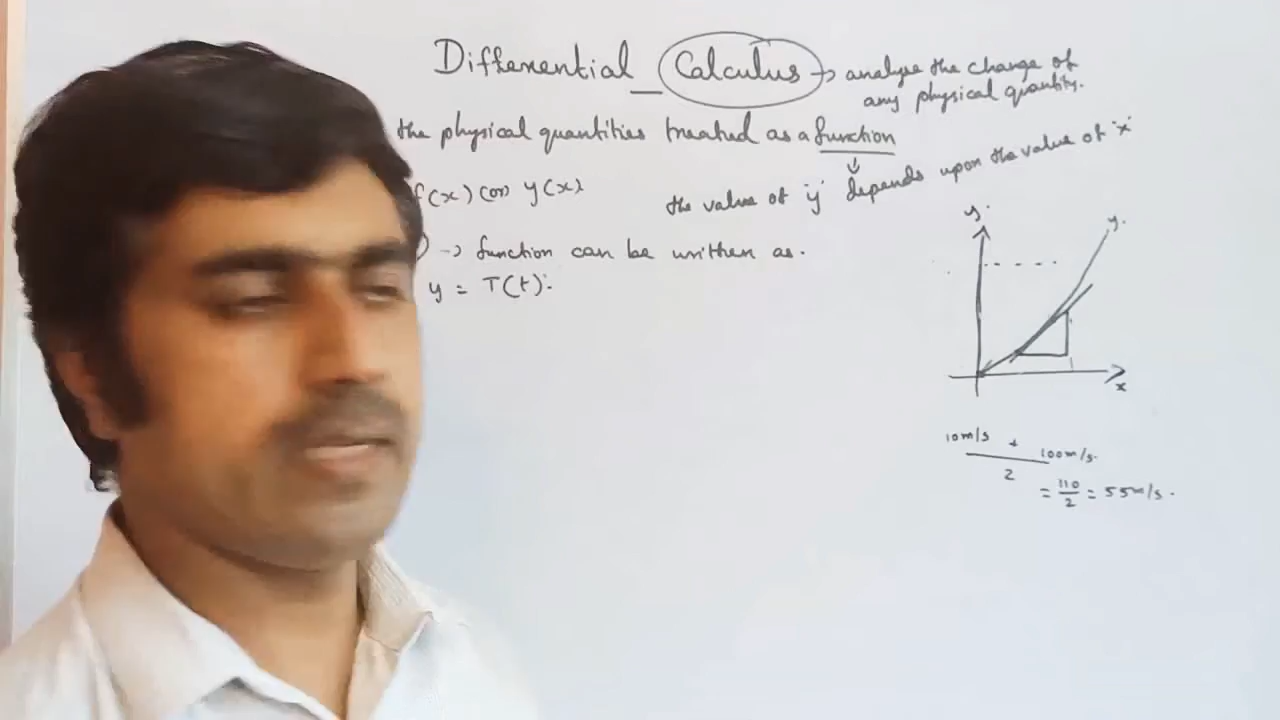 Differential Calculus → analyse the change of
any physical quantity.
the physical quantities treated as a function
f(x) (or) y(x)
the value of 'y' depends upon the value of 'x'
→ function can be written as.
y = T(t):
y.
y.
x
10m/s + 100m/s.
2
= 110/2 = 55m/s.